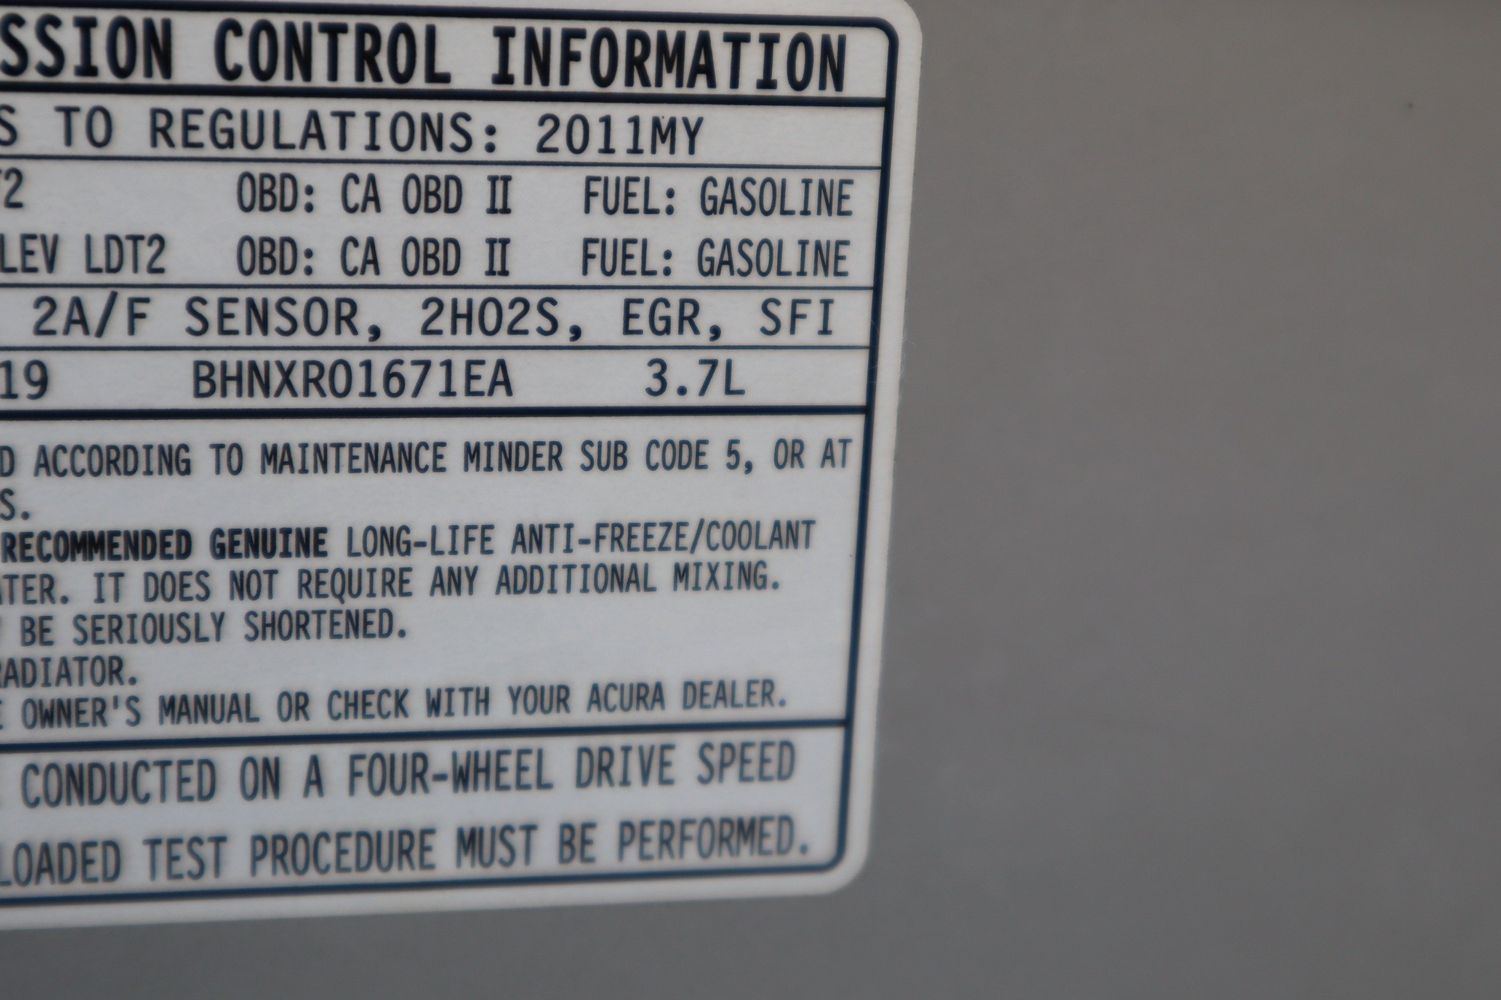 SSION CONTROL INFORMATION
S TO REGULATIONS: 2011MY
T2 OBD: CA OBD II FUEL: GASOLINE
LEV LDT2 OBD: CA OBD II FUEL: GASOLINE
2A/F SENSOR, 2HO2S, EGR, SFI
19 BHNXR01671EA 3.7L
D ACCORDING TO MAINTENANCE MINDER SUB CODE 5, OR AT
S.
RECOMMENDED GENUINE LONG-LIFE ANTI-FREEZE/COOLANT
ATER. IT DOES NOT REQUIRE ANY ADDITIONAL MIXING.
Y BE SERIOUSLY SHORTENED.
RADIATOR.
E OWNER'S MANUAL OR CHECK WITH YOUR ACURA DEALER.
E CONDUCTED ON A FOUR-WHEEL DRIVE SPEED
LOADED TEST PROCEDURE MUST BE PERFORMED.